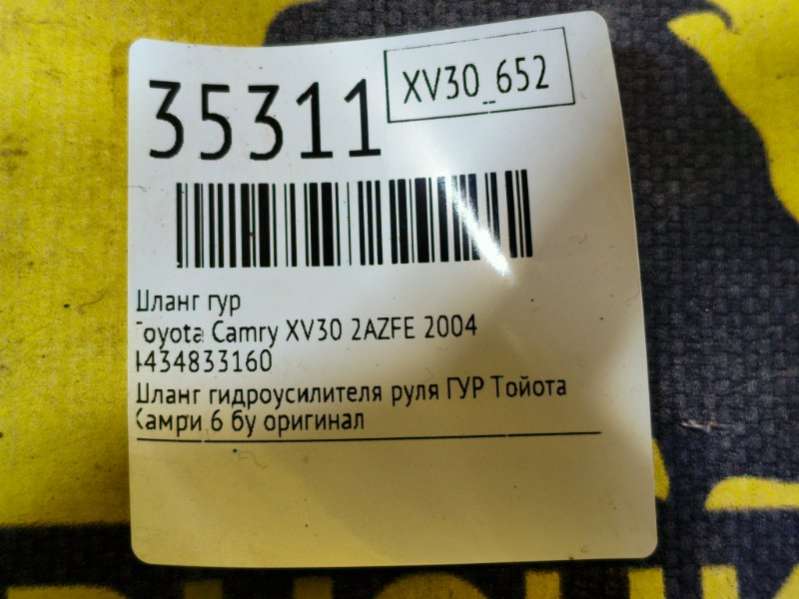 35311
XV30_652
Шланг гур
Toyota Camry XV30 2AZFE 2004
4434833160
Шланг гидроусилителя руля ГУР Тойота
Камри 6 бу оригинал